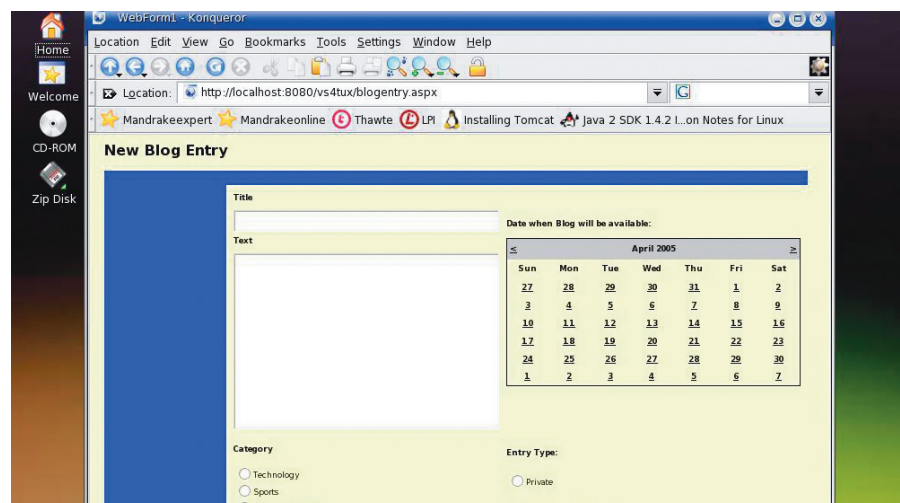 WebForm1 - Konqueror
Location Edit View Go Bookmarks Tools Settings Window Help
Location: http://localhost:8080/vs4tux/blogentry.aspx
Mandrakeexpert Mandrakeonline Thawte LPI Installing Tomcat Java 2 SDK 1.4.2 I...on Notes for Linux
Home
Welcome
CD-ROM
Zip Disk
New Blog Entry
Title
Text
Date when Blog will be available:
< April 2005 >
Sun Mon Tue Wed Thu Fri Sat
27 28 29 30 31 1 2
3 4 5 6 7 8 9
10 11 12 13 14 15 16
17 18 19 20 21 22 23
24 25 26 27 28 29 30
1 2 3 4 5 6 7
Category
Technology
Sports
Entry Type:
Private